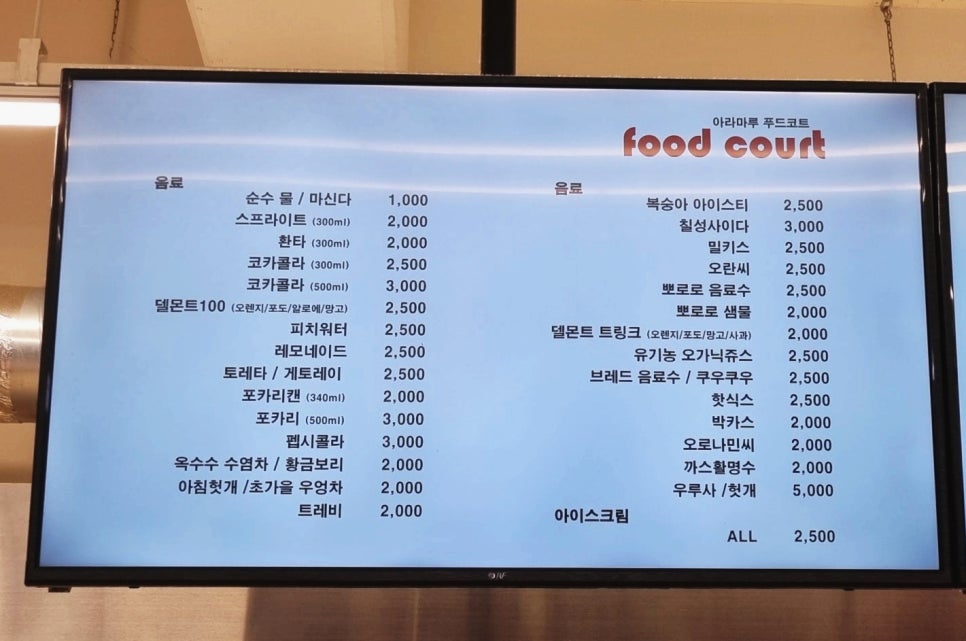 아라마루 푸드코트
food court
음료
순수 물 / 마신다 1,000
스프라이트 (300ml) 2,000
환타 (300ml) 2,000
코카콜라 (300ml) 2,500
코카콜라 (500ml) 3,000
델몬트100 (오렌지/포도/알로에/망고) 2,500
피치워터 2,500
레모네이드 2,500
토레타 / 게토레이 2,500
포카리캔 (340ml) 2,000
포카리 (500ml) 3,000
펩시콜라 3,000
옥수수 수염차 / 황금보리 2,000
아침헛개 /초가을 우엉차 2,000
트레비 2,000
음료
복숭아 아이스티 2,500
칠성사이다 3,000
밀키스 2,500
오란씨 2,500
뽀로로 음료수 2,500
뽀로로 샘물 2,000
델몬트 트링크 (오렌지/포도/망고/사과) 2,000
유기농 오가닉쥬스 2,500
브레드 음료수 / 쿠우쿠우 2,500
핫식스 2,500
박카스 2,000
오로나민씨 2,000
까스활명수 2,000
우루사 /헛개 5,000
아이스크림
ALL 2,500